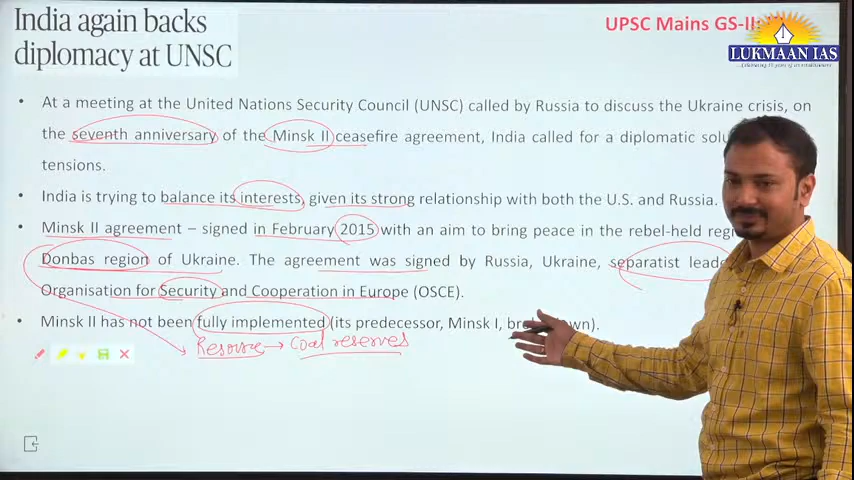 India again backs
diplomacy at UNSC
UPSC Mains GS-II
LUKMAAN IAS
• At a meeting at the United Nations Security Council (UNSC) called by Russia to discuss the Ukraine crisis, on
the seventh anniversary of the Minsk II ceasefire agreement, India called for a diplomatic
tensions.
• India is trying to balance its interests, given its strong relationship with both the U.S. and Russia.
• Minsk II agreement – signed in February 2015 with an aim to bring peace in the rebel-held
Donbas region of Ukraine. The agreement was signed by Russia, Ukraine, separatist
Organisation for Security and Cooperation in Europe (OSCE).
• Minsk II has not been fully implemented (its predecessor, Minsk I,
Resource → Coal reserves